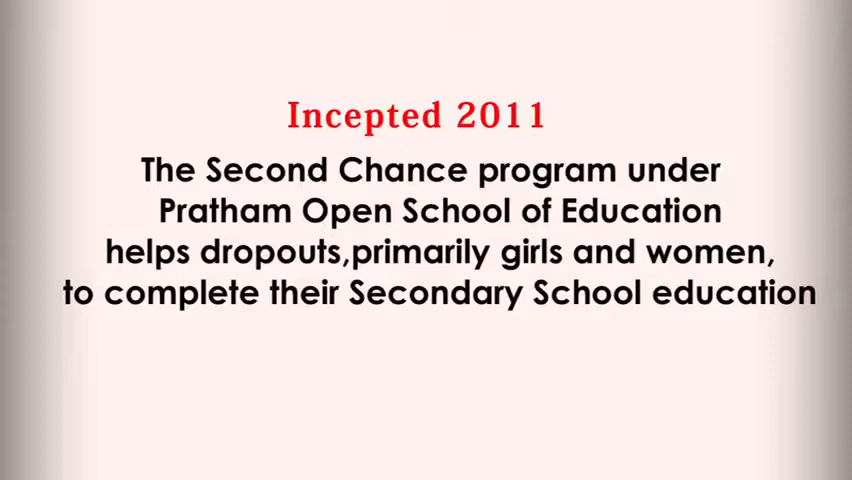 Incepted 2011
The Second Chance program under
Pratham Open School of Education
helps dropouts,primarily girls and women,
to complete their Secondary School education